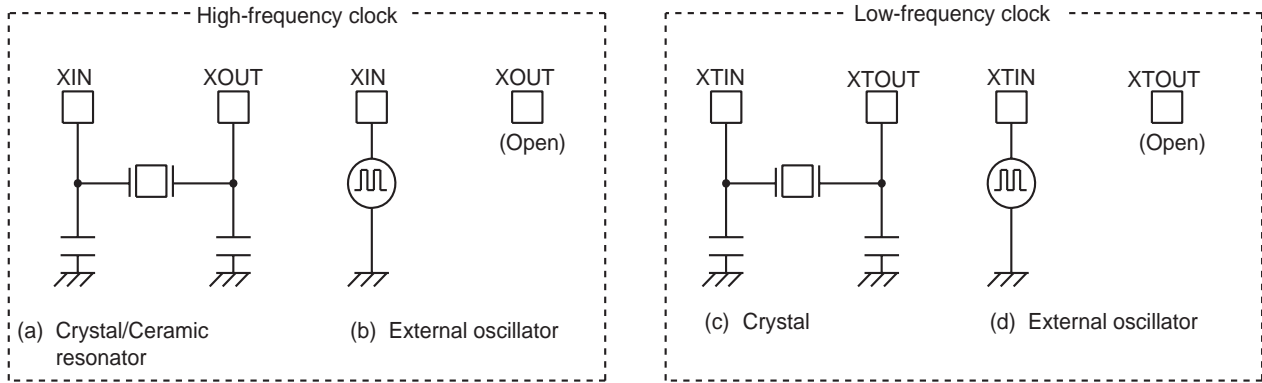 High-frequency clock
XIN XOUT XIN XOUT
(Open)
(a) Crystal/Ceramic
resonator
(b) External oscillator
Low-frequency clock
XTIN XTOUT XTIN XTOUT
(Open)
(c) Crystal
(d) External oscillator